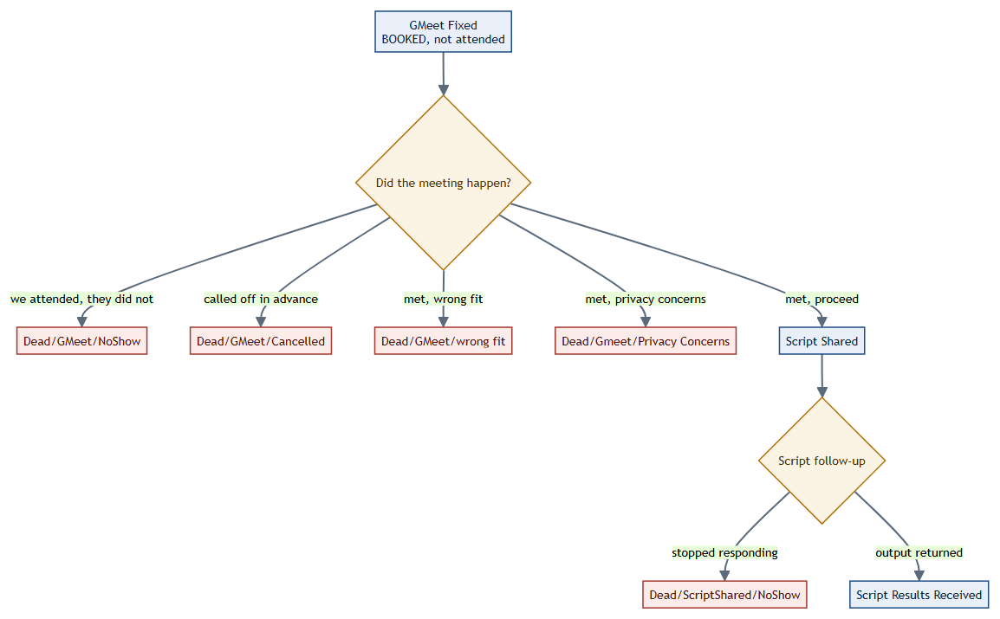 GMeet Fixed
BOOKED, not attended
Did the meeting happen?
we attended, they did not
called off in advance
met, wrong fit
met, privacy concerns
met, proceed
Dead/GMeet/NoShow
Dead/GMeet/Cancelled
Dead/GMeet/wrong fit
Dead/Gmeet/Privacy Concerns
Script Shared
Script follow-up
stopped responding
output returned
Dead/ScriptShared/NoShow
Script Results Received